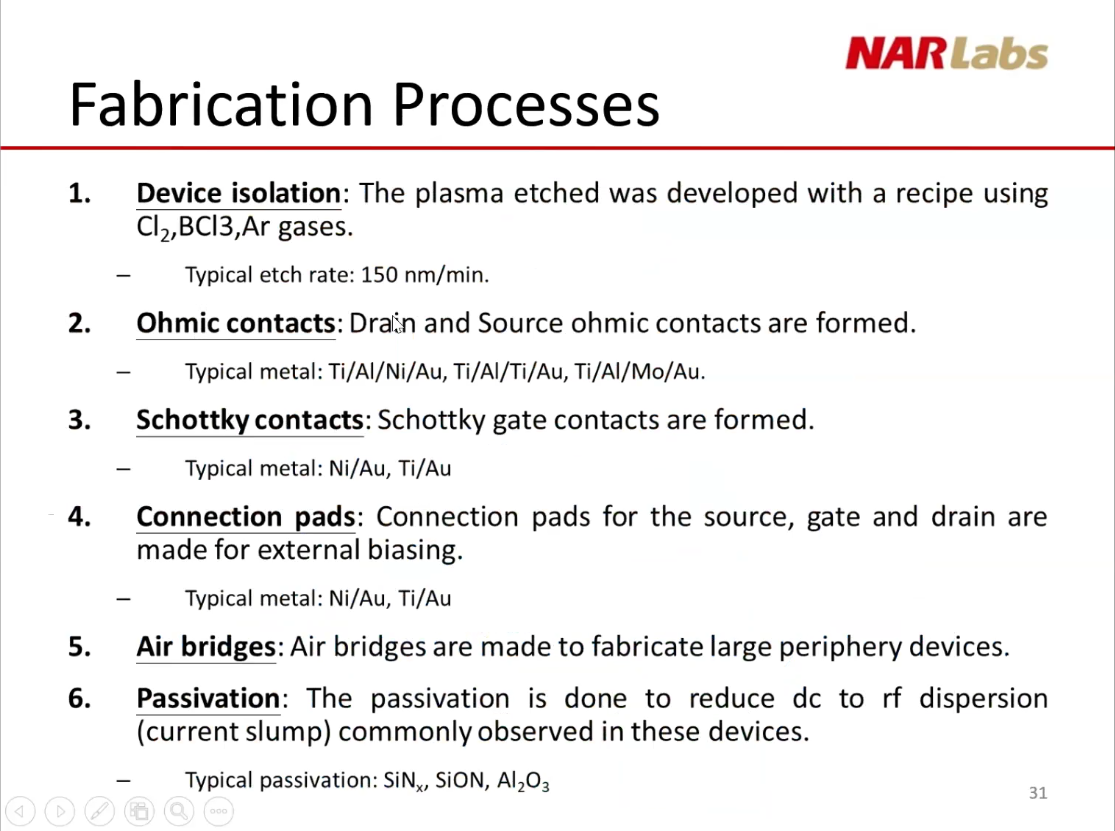 NARLabs
Fabrication Processes
1. Device isolation: The plasma etched was developed with a recipe using
Cl₂,BCl3,Ar gases.
– Typical etch rate: 150 nm/min.
2. Ohmic contacts: Drain and Source ohmic contacts are formed.
– Typical metal: Ti/Al/Ni/Au, Ti/Al/Ti/Au, Ti/Al/Mo/Au.
3. Schottky contacts: Schottky gate contacts are formed.
– Typical metal: Ni/Au, Ti/Au
4. Connection pads: Connection pads for the source, gate and drain are
made for external biasing.
– Typical metal: Ni/Au, Ti/Au
5. Air bridges: Air bridges are made to fabricate large periphery devices.
6. Passivation: The passivation is done to reduce dc to rf dispersion
(current slump) commonly observed in these devices.
– Typical passivation: SiNₓ, SiON, Al₂O₃
31